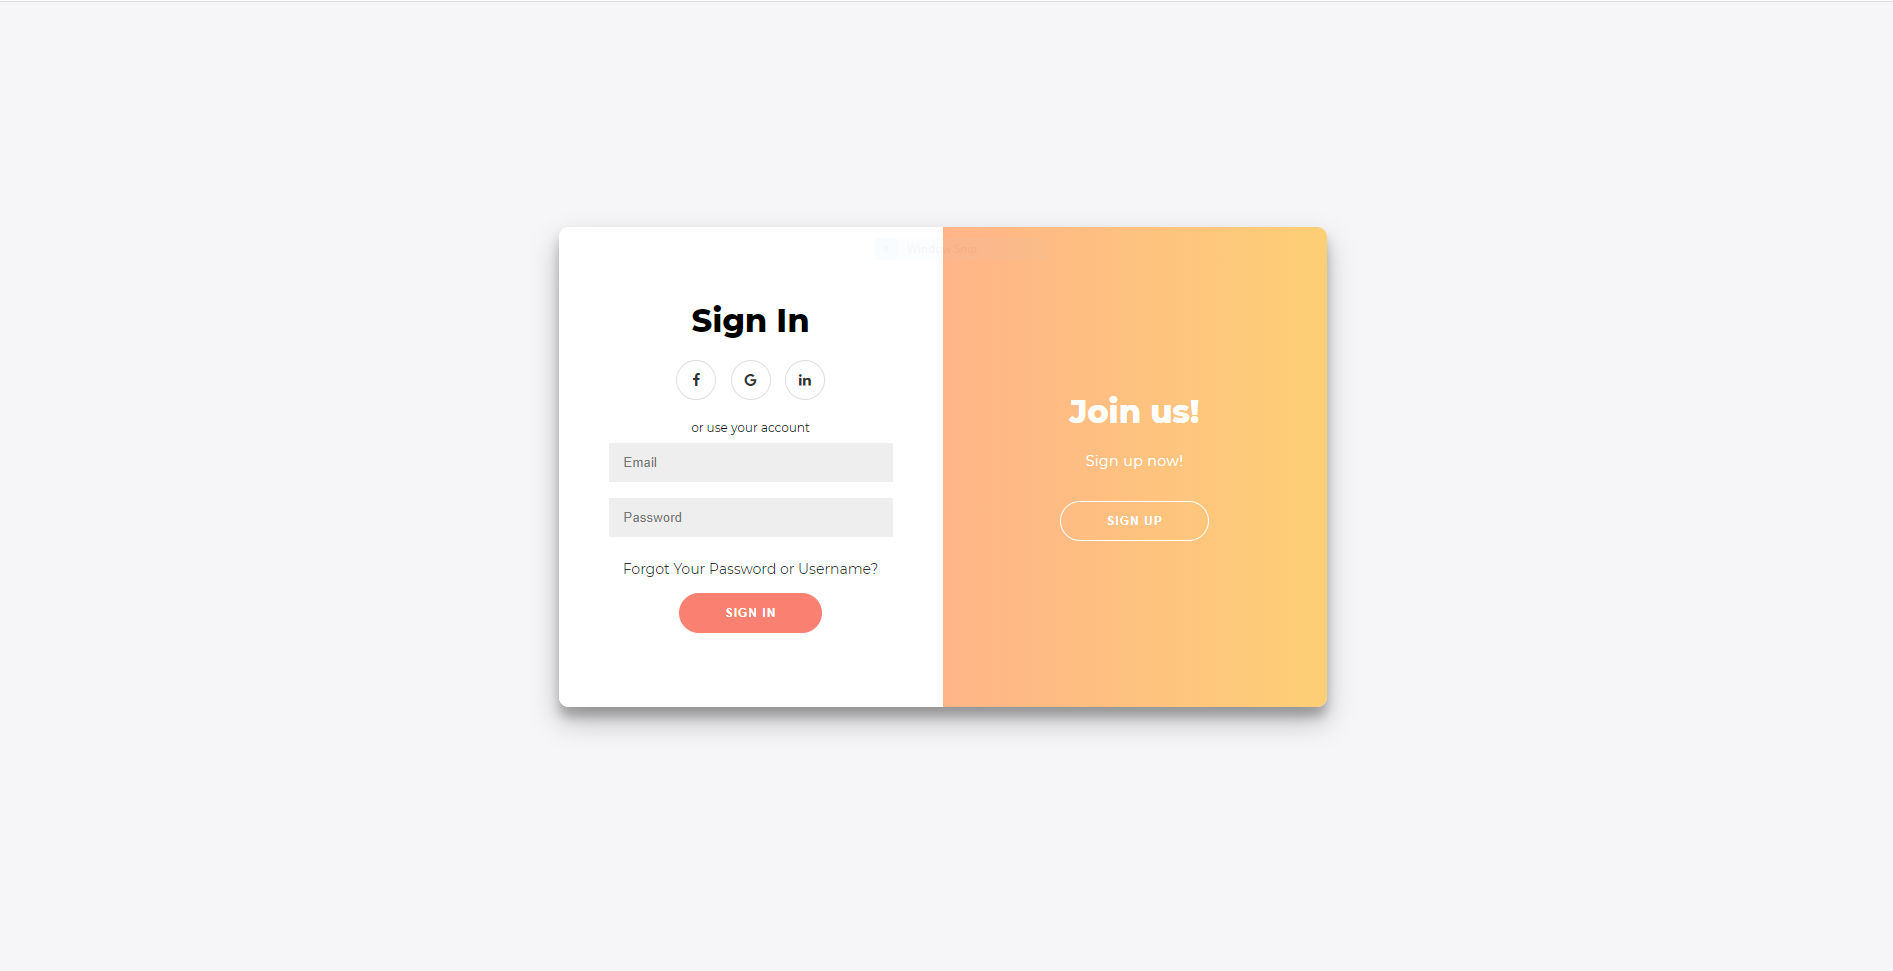 Sign In
or use your account
Email
Password
Forgot Your Password or Username?
SIGN IN
Join us!
Sign up now!
SIGN UP